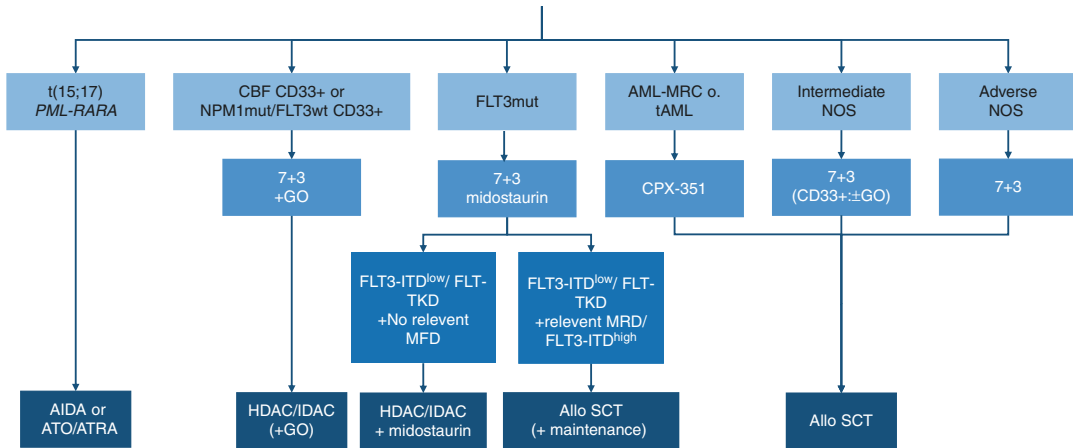 t(15;17)
PML-RARA
CBF CD33+ or
NPM1mut/FLT3wt CD33+
FLT3mut
AML-MRC o.
tAML
Intermediate
NOS
Adverse
NOS
7+3
+GO
7+3
midostaurin
CPX-351
7+3
(CD33+:±GO)
7+3
FLT3-ITDlow/ FLT-
TKD
+No relevent
MFD
FLT3-ITDlow/ FLT-
TKD
+relevent MRD/
FLT3-ITDhigh
AIDA or
ATO/ATRA
HDAC/IDAC
(+GO)
HDAC/IDAC
+ midostaurin
Allo SCT
(+ maintenance)
Allo SCT